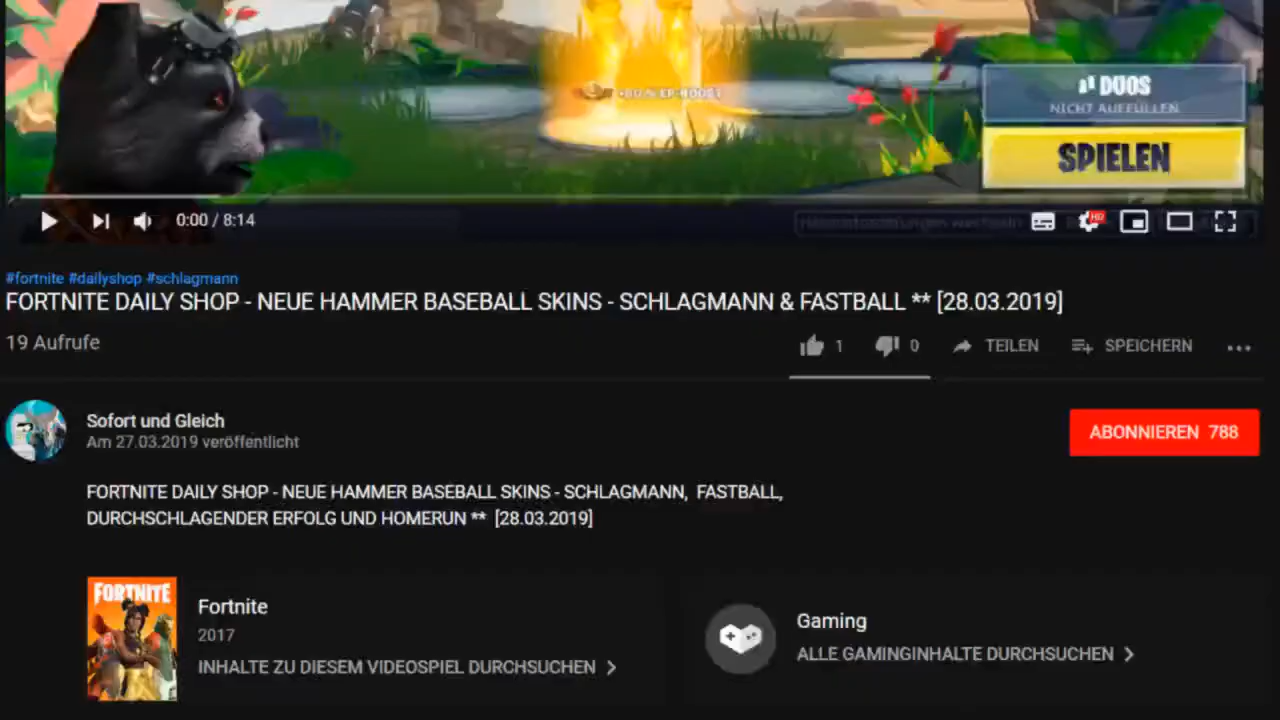 DUOS
NICHT AUFFÜLLEN
SPIELEN
0:00 / 8:14
HD
#fortnite #dailyshop #schlagmann
FORTNITE DAILY SHOP - NEUE HAMMER BASEBALL SKINS - SCHLAGMANN & FASTBALL ** [28.03.2019]
19 Aufrufe
1 0 TEILEN SPEICHERN
Sofort und Gleich
Am 27.03.2019 veröffentlicht
ABONNIEREN 788
FORTNITE DAILY SHOP - NEUE HAMMER BASEBALL SKINS - SCHLAGMANN, FASTBALL,
DURCHSCHLAGENDER ERFOLG UND HOMERUN ** [28.03.2019]
FORTNITE
Fortnite
2017
INHALTE ZU DIESEM VIDEOSPIEL DURCHSUCHEN
Gaming
ALLE GAMINGINHALTE DURCHSUCHEN